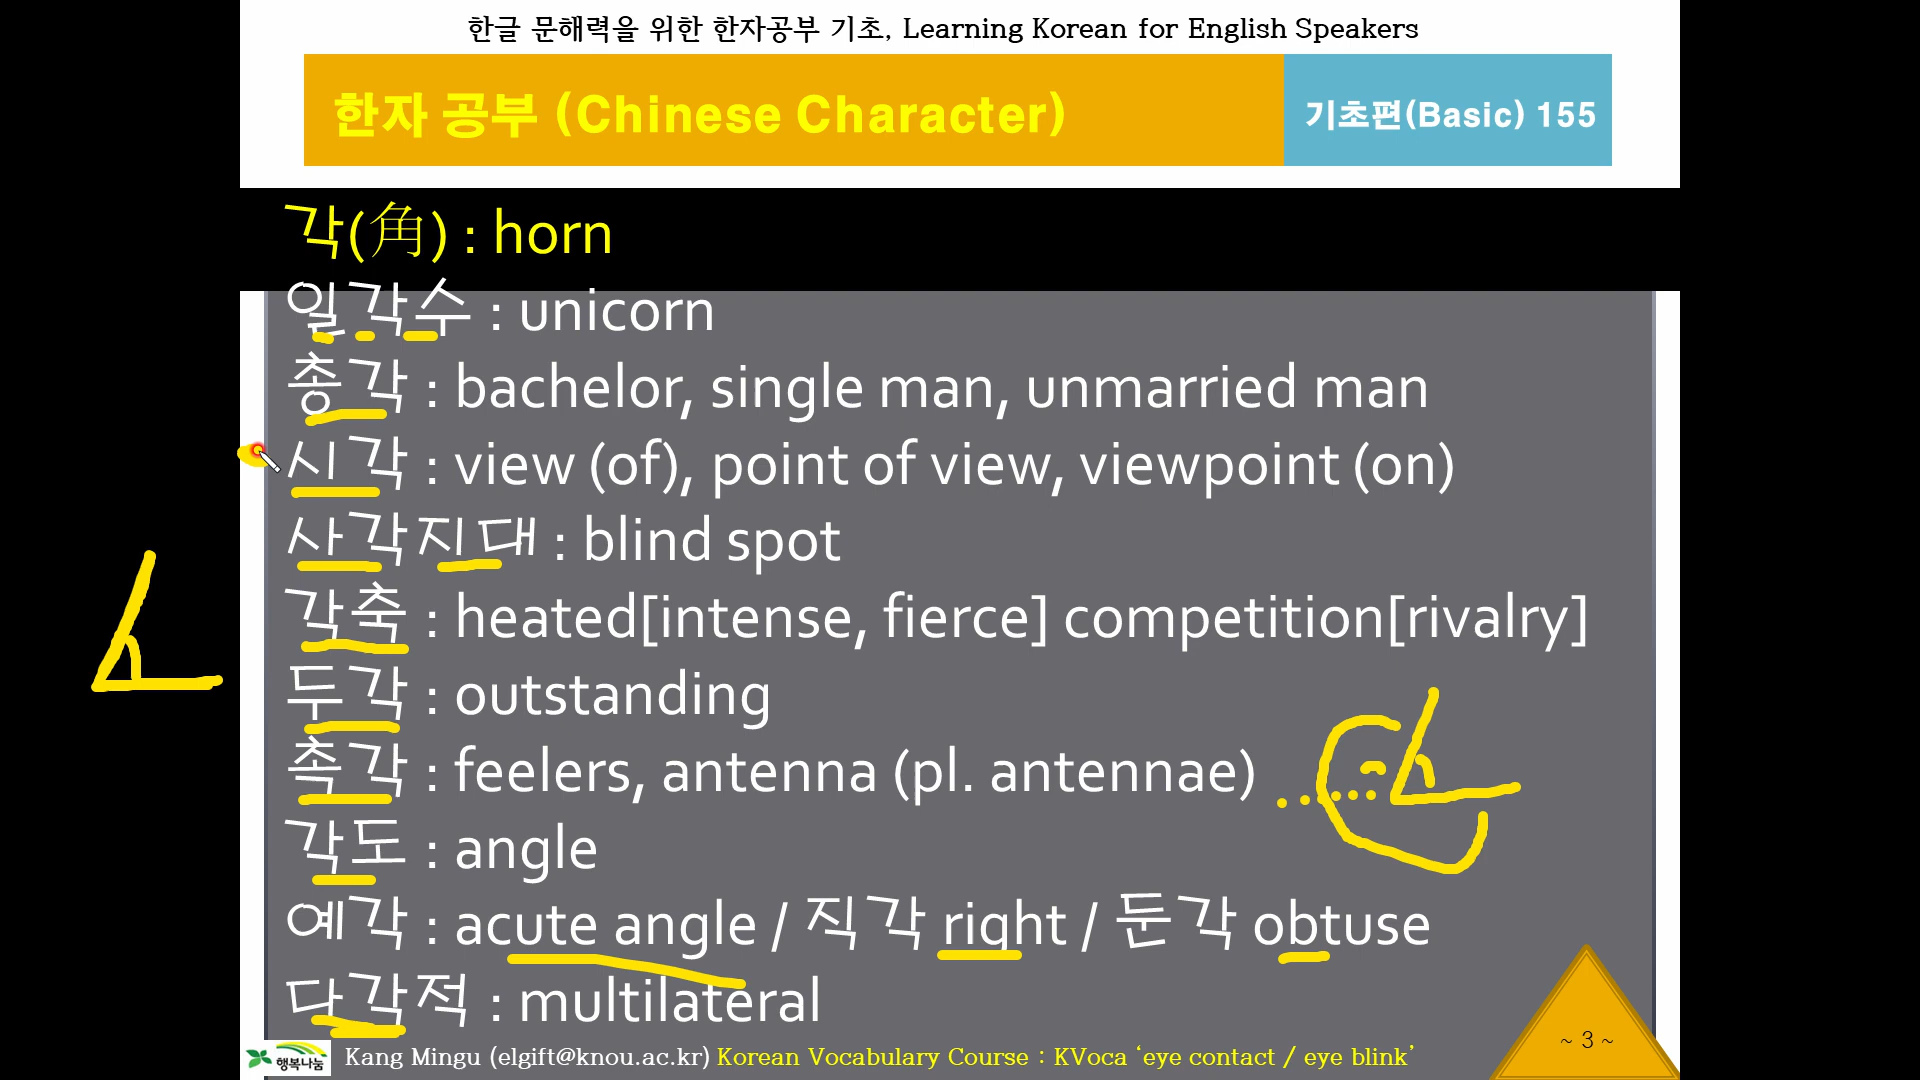 한글 문해력을 위한 한자공부 기초, Learning Korean for English Speakers
한자 공부 (Chinese Character)
기초편(Basic) 155
각(角) : horn
일각수 : unicorn
총각 : bachelor, single man, unmarried man
시각 : view (of), point of view, viewpoint (on)
사각지대 : blind spot
각축 : heated[intense, fierce] competition[rivalry]
두각 : outstanding
촉각 : feelers, antenna (pl. antennae)
각도 : angle
예각 : acute angle / 직각 right / 둔각 obtuse
다각적 : multilateral
~ 3 ~
행복나눔
Kang Mingu (elgift@knou.ac.kr) Korean Vocabulary Course : KVoca ‘eye contact / eye blink’